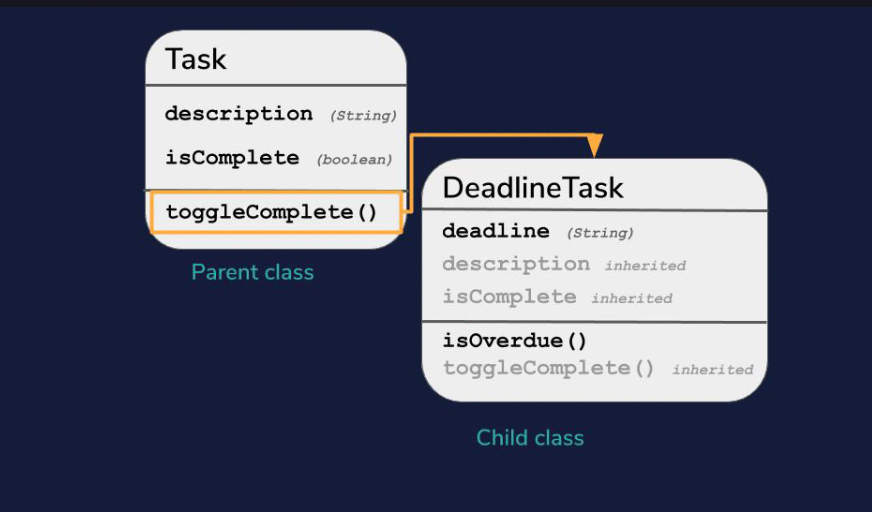 Task
description (String)
isComplete (boolean)
toggleComplete()
Parent class
DeadlineTask
deadline (String)
description inherited
isComplete inherited
isOverdue()
toggleComplete() inherited
Child class